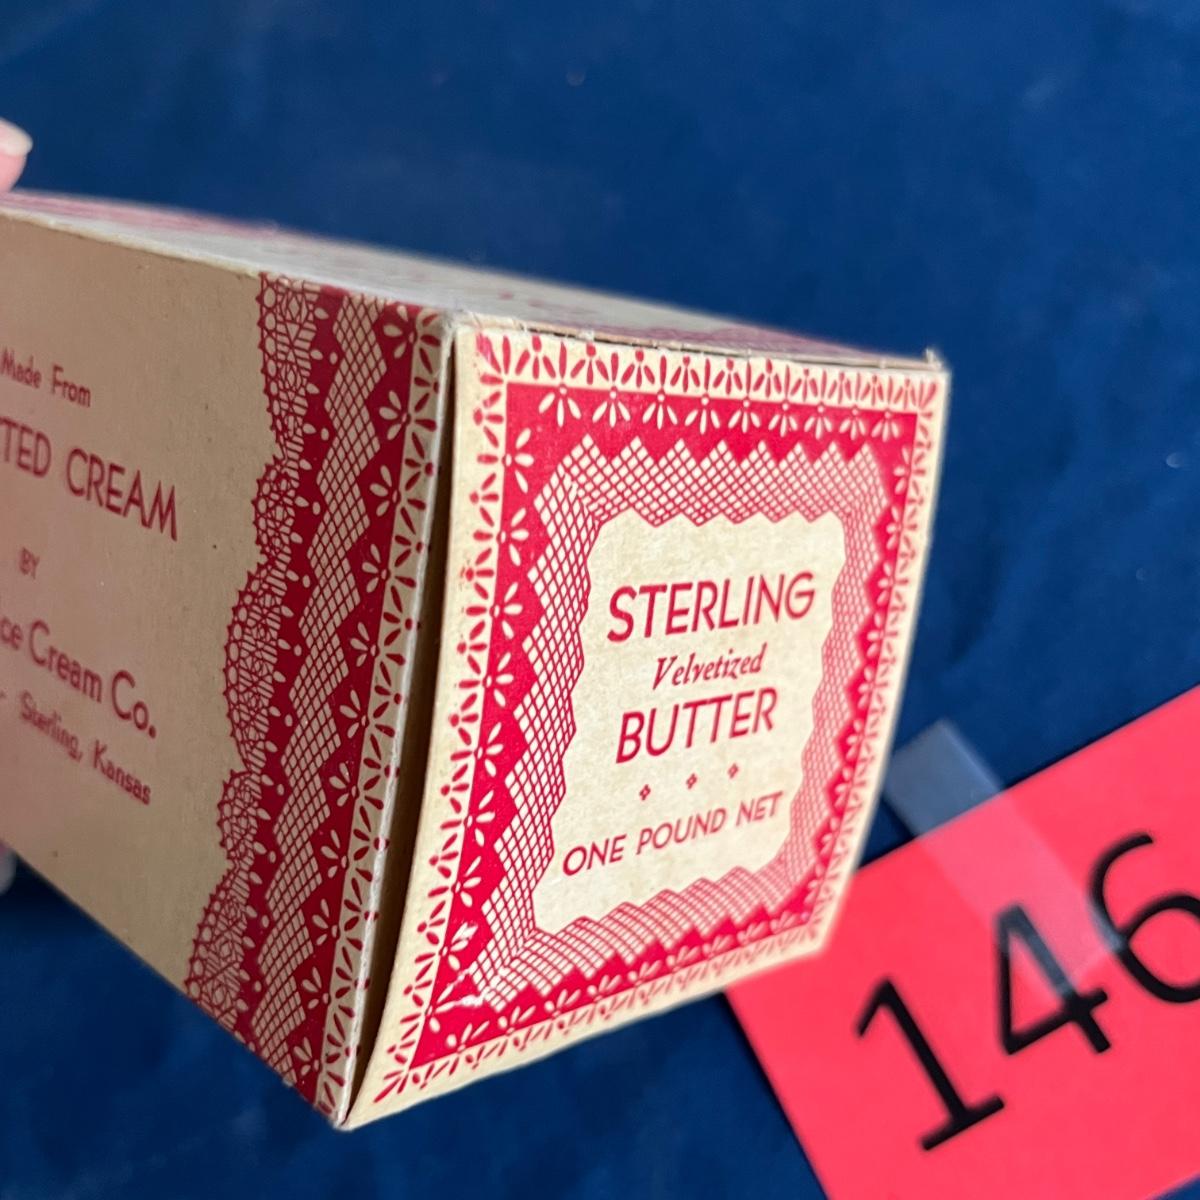 Made From
TED CREAM
BY
ce Cream Co.
Sterling, Kansas
STERLING
Velvetized
BUTTER
ONE POUND NET
146